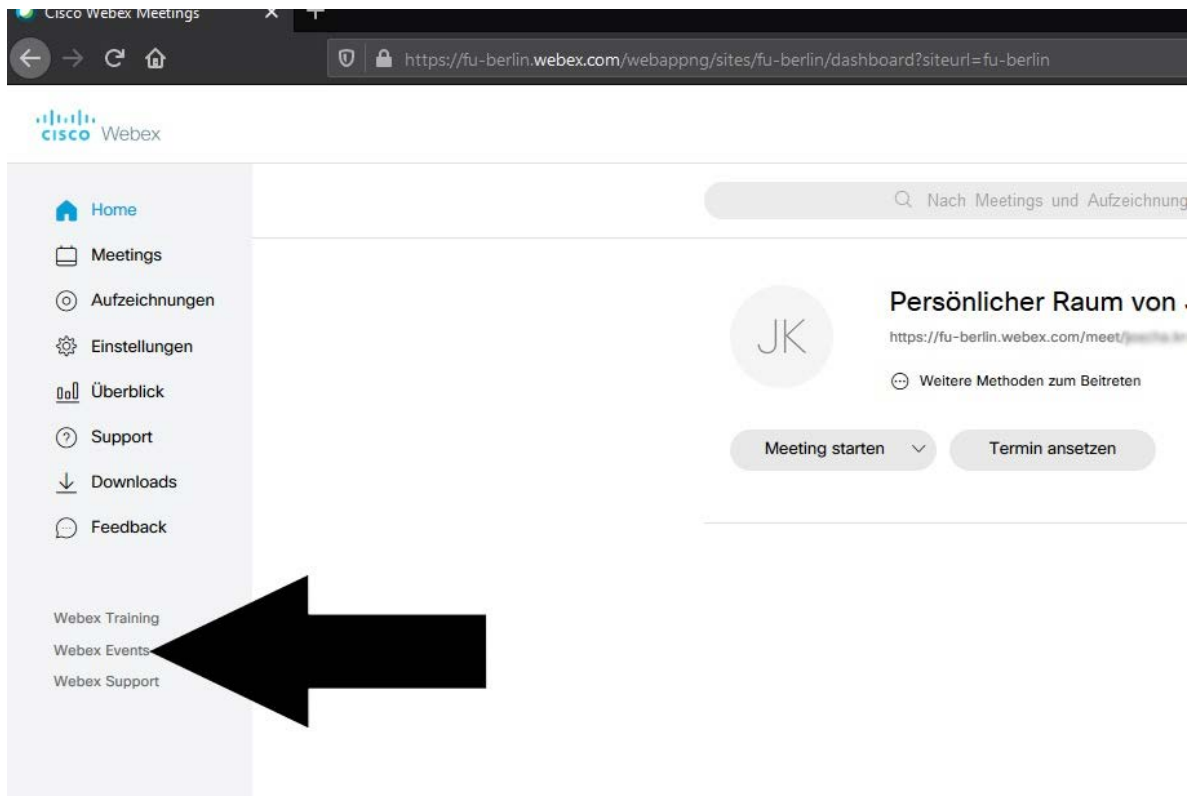 Cisco Webex Meetings
https://fu-berlin.webex.com/webappng/sites/fu-berlin/dashboard?siteurl=fu-berlin
CISCO Webex
Nach Meetings und Aufzeichnung
Home
Meetings
Aufzeichnungen
Einstellungen
Überblick
Support
Downloads
Feedback
Webex Training
Webex Events
Webex Support
JK
Persönlicher Raum von
https://fu-berlin.webex.com/meet/
Weitere Methoden zum Beitreten
Meeting starten
Termin ansetzen